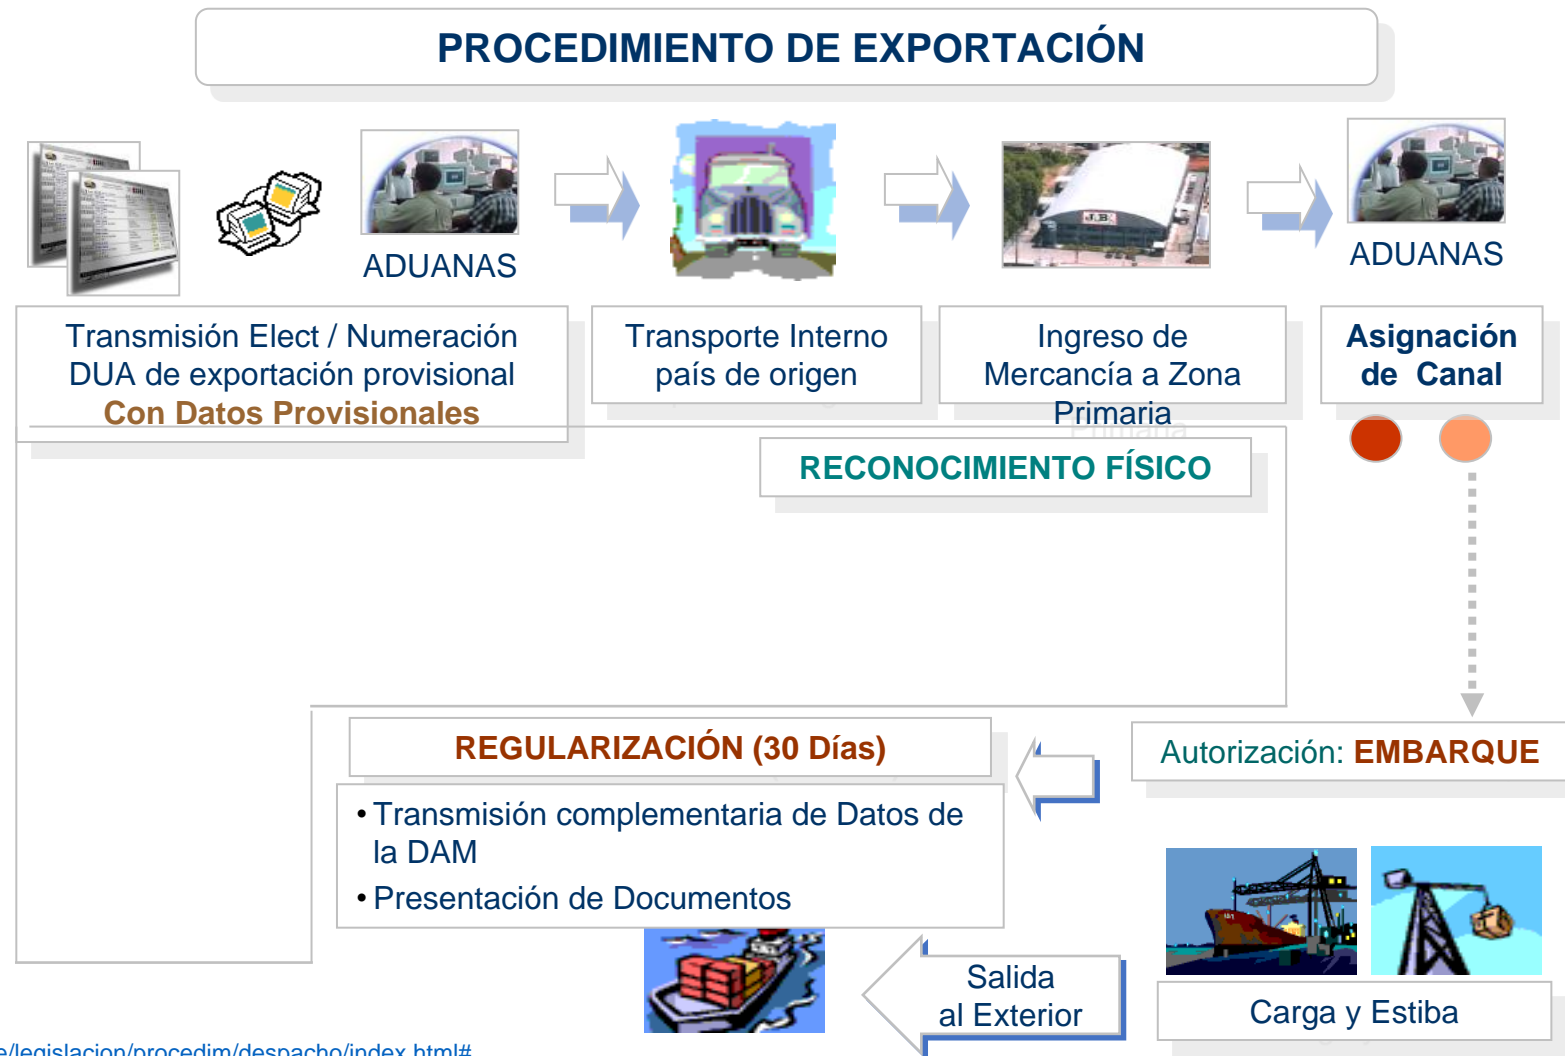 PROCEDIMIENTO DE EXPORTACIÓN
ADUANAS
ADUANAS
Transmisión Elect / Numeración
DUA de exportación provisional
Con Datos Provisionales
Transporte Interno
país de origen
Ingreso de
Mercancía a Zona
Primaria
Asignación
de Canal
RECONOCIMIENTO FÍSICO
REGULARIZACIÓN (30 Días)
• Transmisión complementaria de Datos de
la DAM
• Presentación de Documentos
Autorización: EMBARQUE
Salida
al Exterior
Carga y Estiba
e/legislacion/procedim/despacho/index.html#